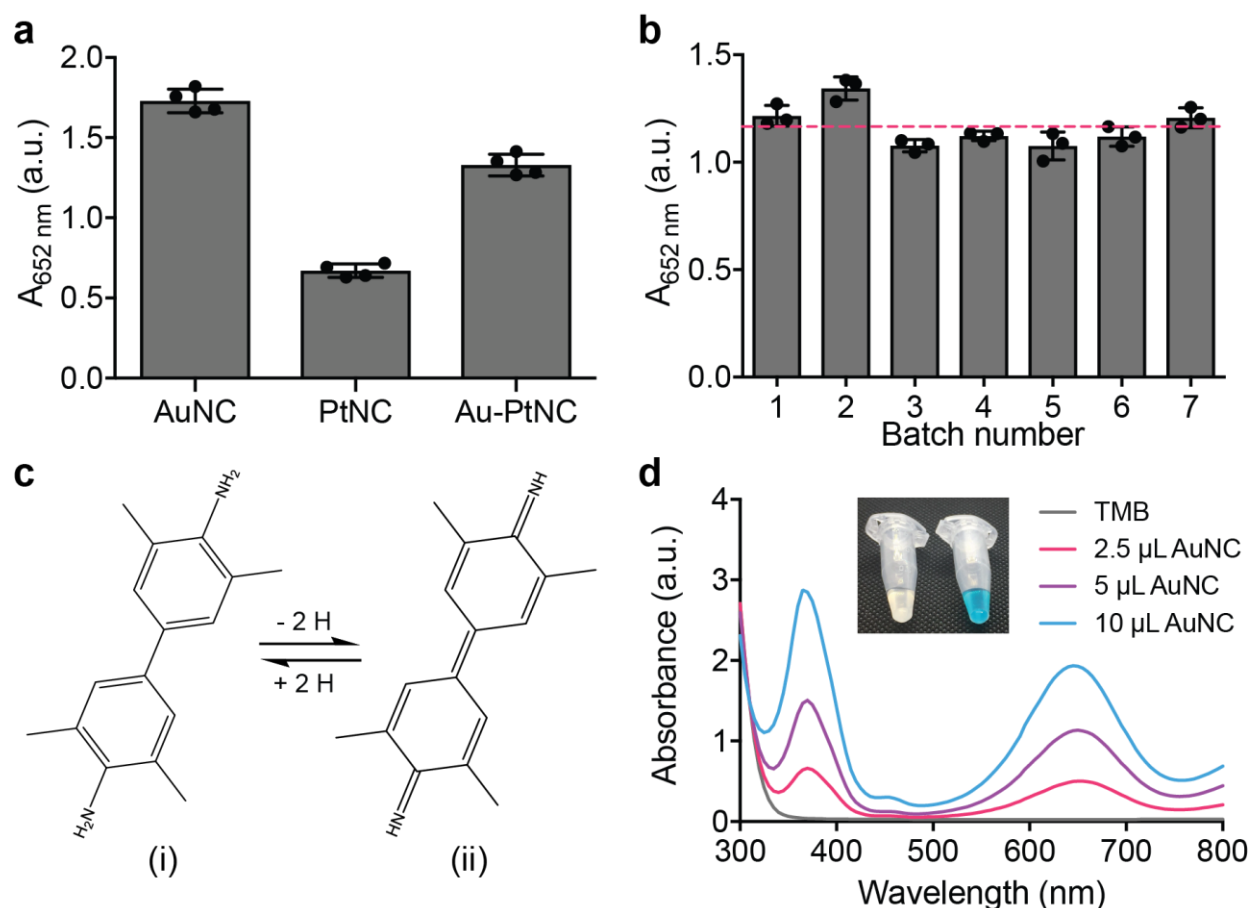 a
2.0
1.5
1.0
0.5
0.0
A652 nm (a.u.)
AuNC
PtNC
Au-PtNC
b
1.5
1.0
0.5
0.0
A652 nm (a.u.)
1 2 3 4 5 6 7
Batch number
c
NH2
H2N
(i)
- 2 H
+ 2 H
NH
HN
(ii)
d
4
3
2
1
0
Absorbance (a.u.)
TMB
2.5 µL AuNC
5 µL AuNC
10 µL AuNC
300 400 500 600 700 800
Wavelength (nm)